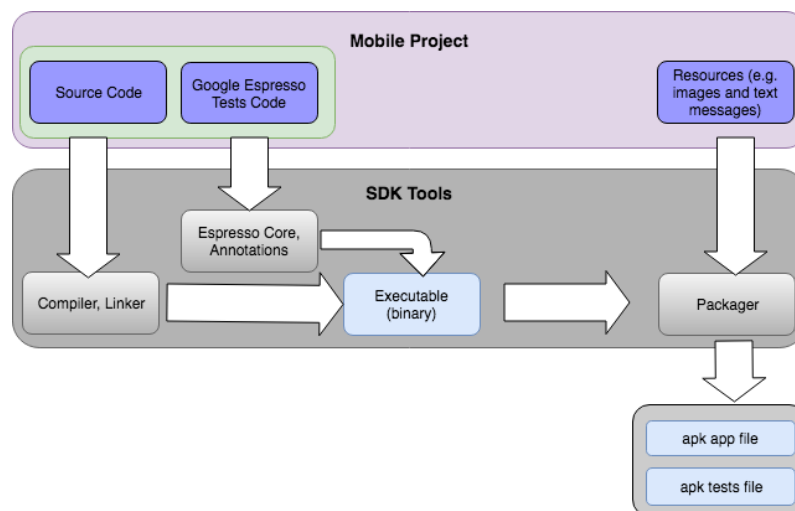 Mobile Project
Source Code
Google Espresso
Tests Code
Resources (e.g.
images and text
messages)
SDK Tools
Espresso Core,
Annotations
Compiler, Linker
Executable
(binary)
Packager
apk app file
apk tests file